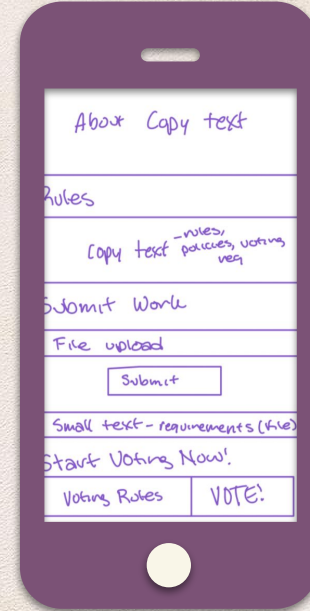 About Copy text
Rules
Copy text - rules,
policies, voting
req
Submit Work
File upload
Submit
Small text - requirements (file)
Start Voting Now!
Voting Rules VOTE!